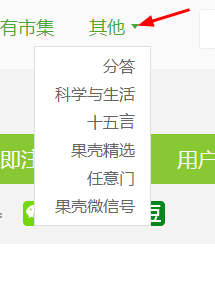 有市集 其他
分答
科学与生活
十五言
果壳精选
任意门
果壳微信号
即注 用户
豆